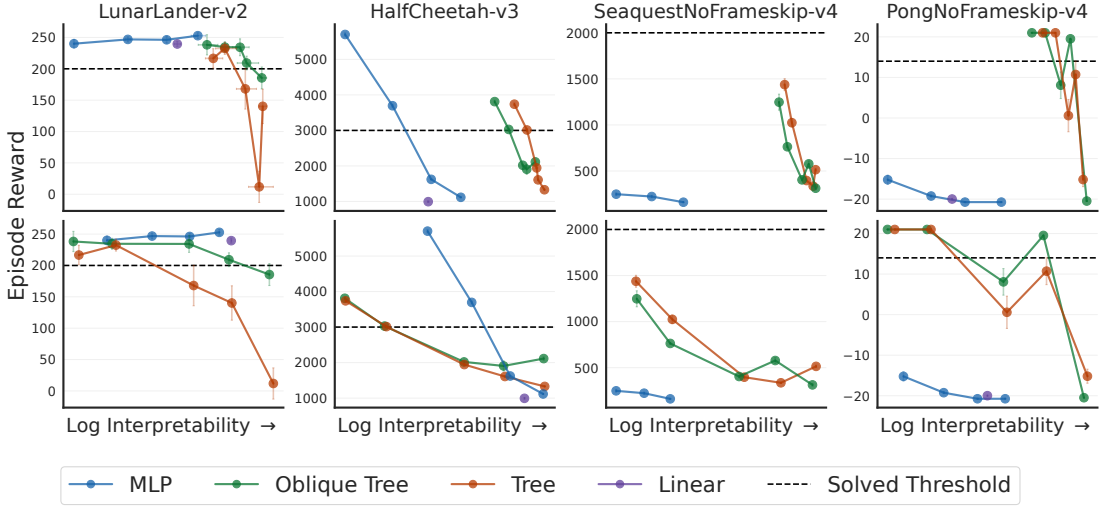 LunarLander-v2
HalfCheetah-v3
SeaquestNoFrameskip-v4
PongNoFrameskip-v4
Episode Reward
250
200
150
100
50
0
5000
4000
3000
2000
1000
2000
1500
1000
500
20
10
0
−10
−20
250
200
150
100
50
0
5000
4000
3000
2000
1000
2000
1500
1000
500
20
10
0
−10
−20
Log Interpretability →
Log Interpretability →
Log Interpretability →
Log Interpretability →
MLP
Oblique Tree
Tree
Linear
Solved Threshold